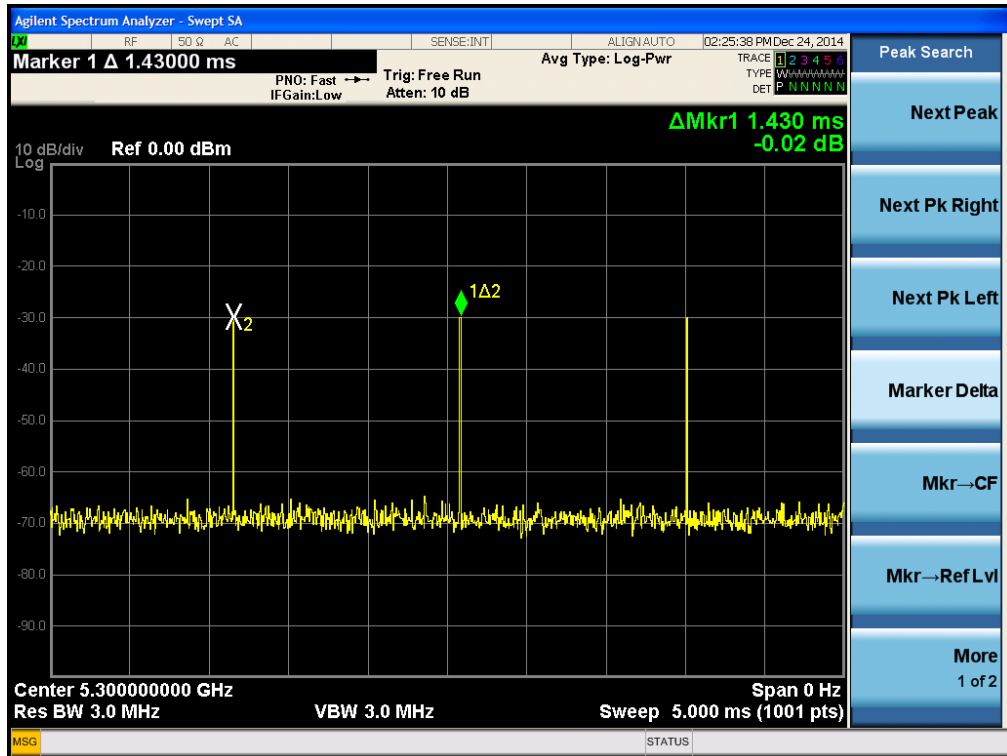 Agilent Spectrum Analyzer - Swept SA
LXI RF 50 Ω AC SENSE:INT ALIGN AUTO 02:25:38 PM Dec 24, 2014
Marker 1 Δ 1.43000 ms
PNO: Fast
IFGain:Low
Trig: Free Run
Atten: 10 dB
Avg Type: Log-Pwr
TRACE 1 2 3 4 5 6
TYPE W
DET P N N N N N
ΔMkr1 1.430 ms
-0.02 dB
10 dB/div Ref 0.00 dBm
Log
-10.0
-20.0
-30.0
-40.0
-50.0
-60.0
-70.0
-80.0
-90.0
X2
1Δ2
Center 5.300000000 GHz Span 0 Hz
Res BW 3.0 MHz VBW 3.0 MHz Sweep 5.000 ms (1001 pts)
MSG STATUS
Peak Search
Next Peak
Next Pk Right
Next Pk Left
Marker Delta
Mkr→CF
Mkr→Ref Lvl
More
1 of 2